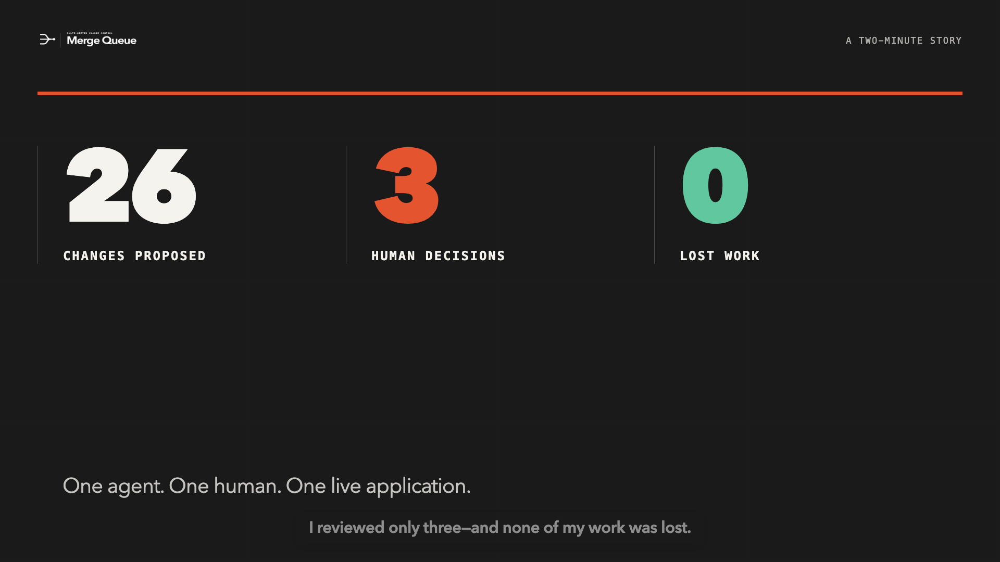 MULTI-WRITER CHANGE CONTROL
Merge Queue
A TWO-MINUTE STORY
26
CHANGES PROPOSED
3
HUMAN DECISIONS
0
LOST WORK
One agent. One human. One live application.
I reviewed only three—and none of my work was lost.